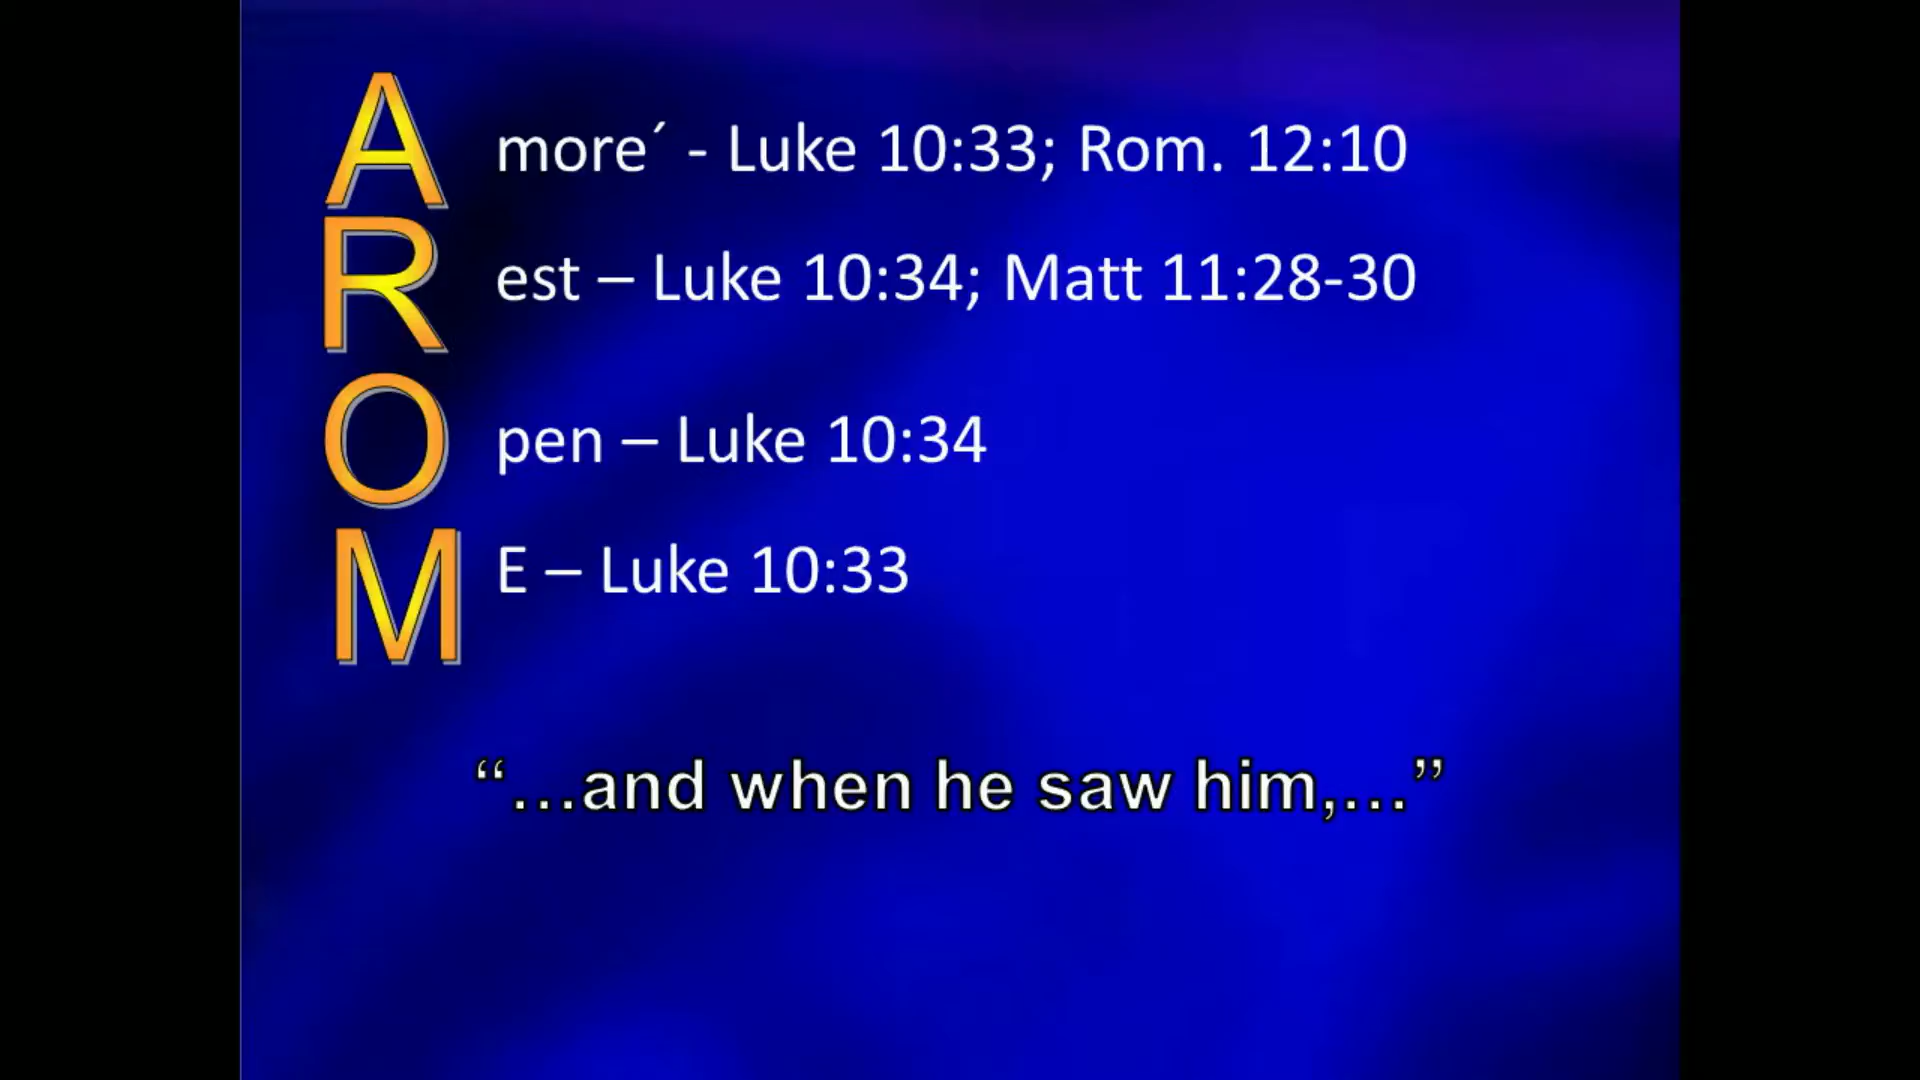 A more´ - Luke 10:33; Rom. 12:10
R est – Luke 10:34; Matt 11:28-30
O pen – Luke 10:34
M E – Luke 10:33
“...and when he saw him,...”